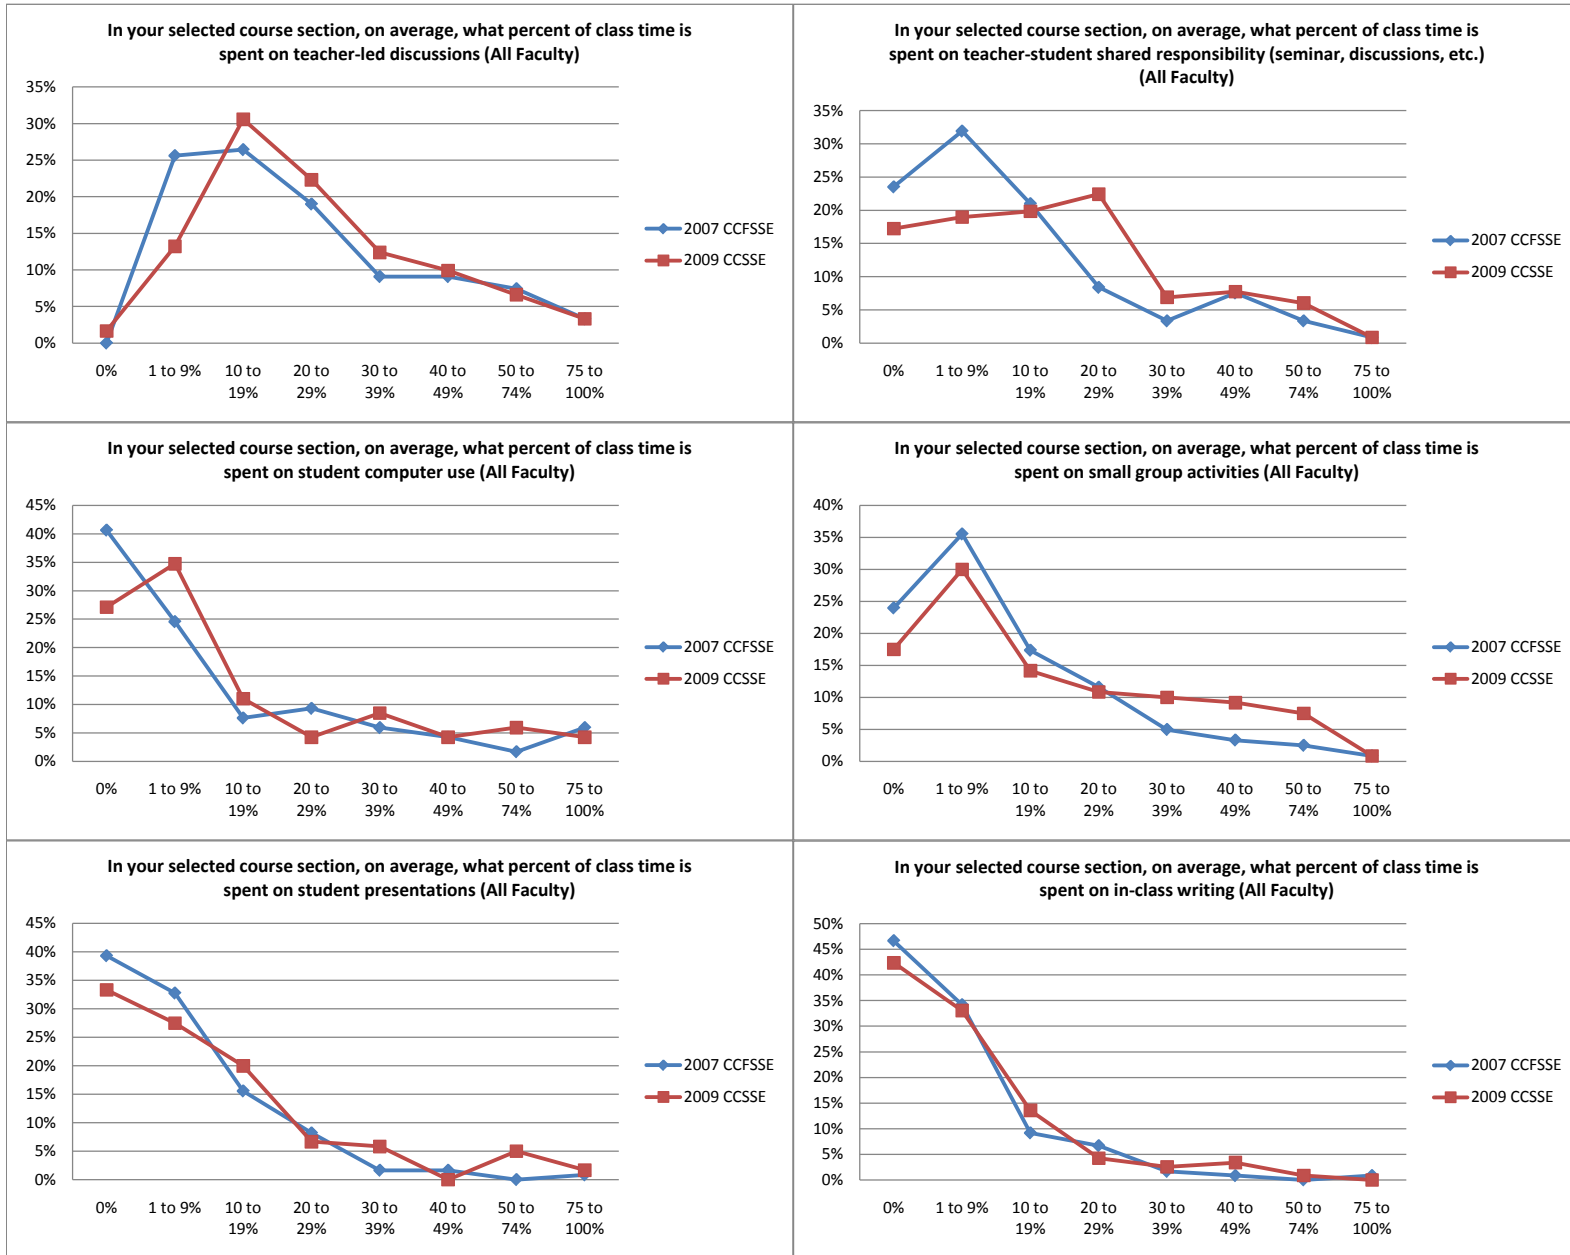 In your selected course section, on average, what percent of class time is
spent on teacher-led discussions (All Faculty)
35%
30%
25%
20%
15%
10%
5%
0%
0%
1 to 9%
10 to
19%
20 to
29%
30 to
39%
40 to
49%
50 to
74%
75 to
100%
2007 CCFSSE
2009 CCSSE
In your selected course section, on average, what percent of class time is
spent on teacher-student shared responsibility (seminar, discussions, etc.)
(All Faculty)
35%
30%
25%
20%
15%
10%
5%
0%
0%
1 to 9%
10 to
19%
20 to
29%
30 to
39%
40 to
49%
50 to
74%
75 to
100%
2007 CCFSSE
2009 CCSSE
In your selected course section, on average, what percent of class time is
spent on student computer use (All Faculty)
45%
40%
35%
30%
25%
20%
15%
10%
5%
0%
0%
1 to 9%
10 to
19%
20 to
29%
30 to
39%
40 to
49%
50 to
74%
75 to
100%
2007 CCFSSE
2009 CCSSE
In your selected course section, on average, what percent of class time is
spent on small group activities (All Faculty)
40%
35%
30%
25%
20%
15%
10%
5%
0%
0%
1 to 9%
10 to
19%
20 to
29%
30 to
39%
40 to
49%
50 to
74%
75 to
100%
2007 CCFSSE
2009 CCSSE
In your selected course section, on average, what percent of class time is
spent on student presentations (All Faculty)
45%
40%
35%
30%
25%
20%
15%
10%
5%
0%
0%
1 to 9%
10 to
19%
20 to
29%
30 to
39%
40 to
49%
50 to
74%
75 to
100%
2007 CCFSSE
2009 CCSSE
In your selected course section, on average, what percent of class time is
spent on in-class writing (All Faculty)
50%
45%
40%
35%
30%
25%
20%
15%
10%
5%
0%
0%
1 to 9%
10 to
19%
20 to
29%
30 to
39%
40 to
49%
50 to
74%
75 to
100%
2007 CCFSSE
2009 CCSSE